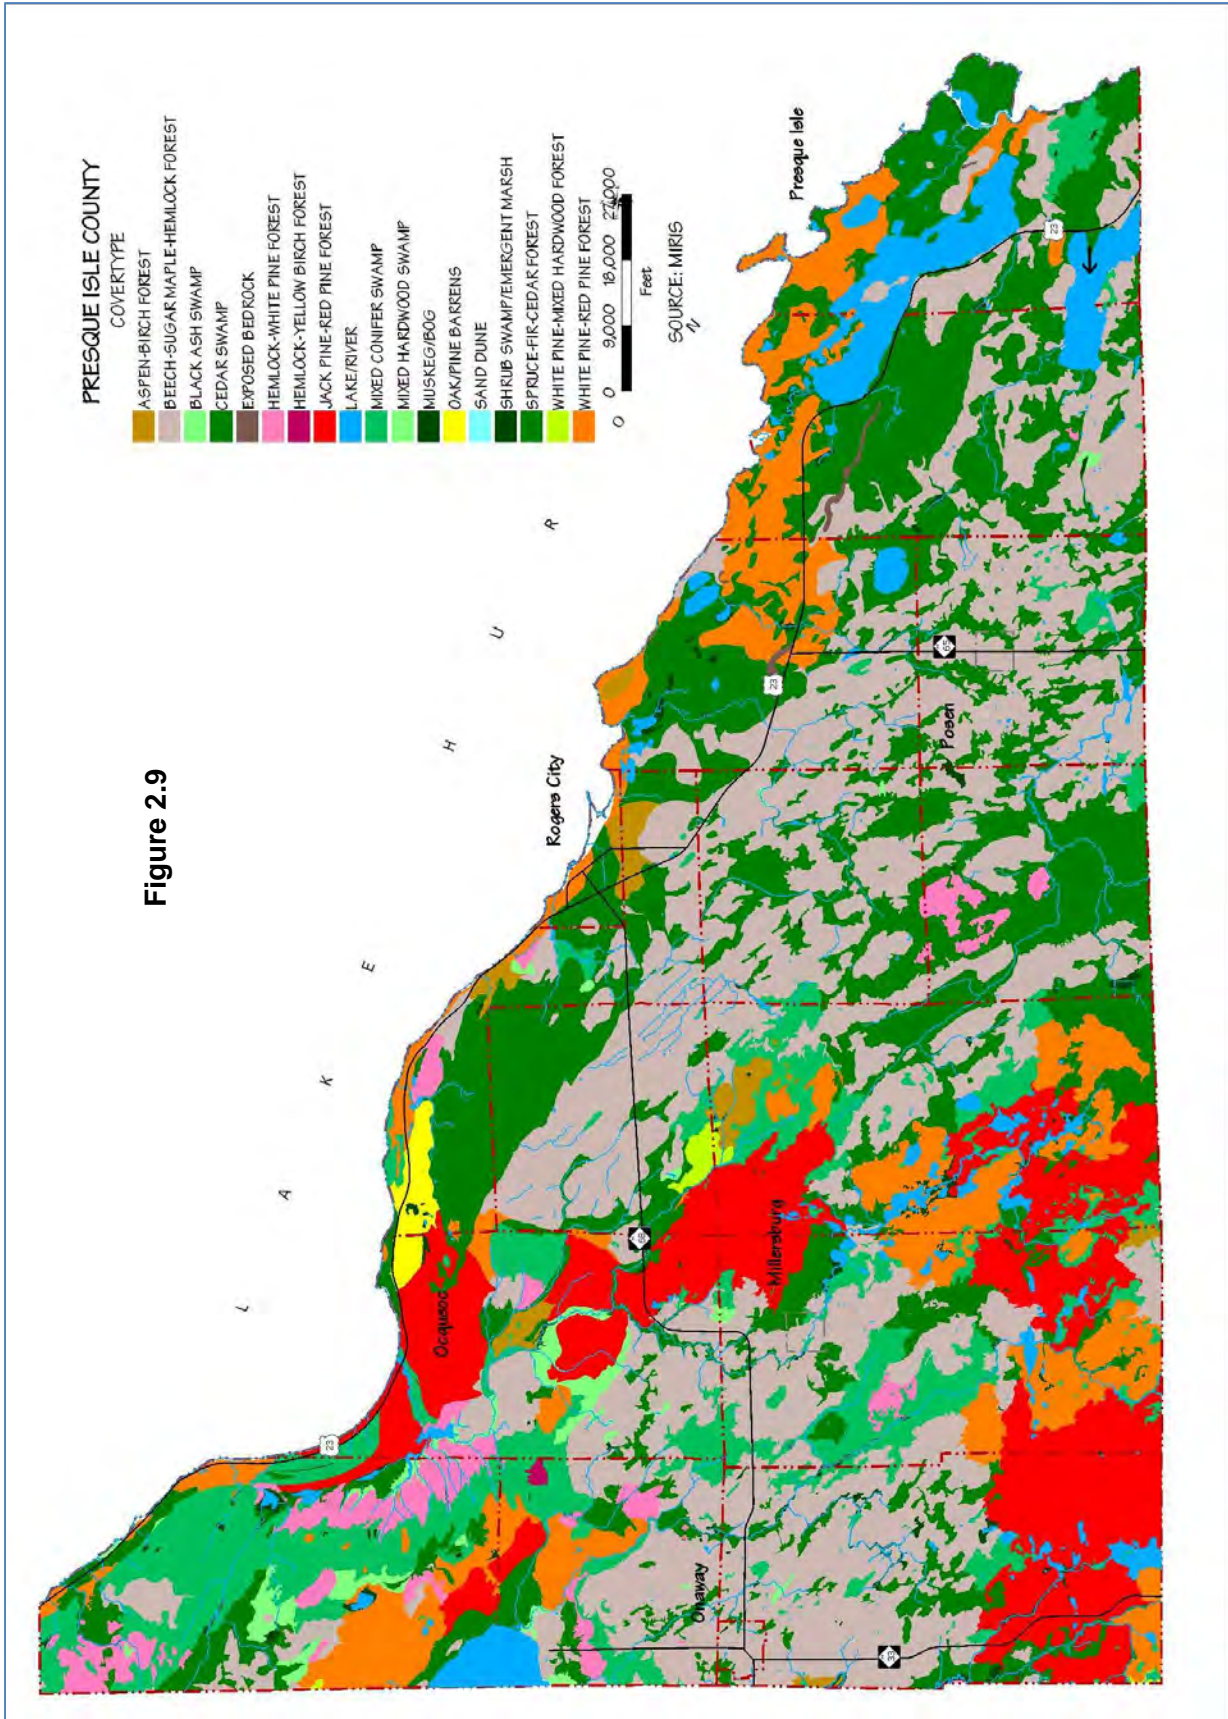 Figure 2.9
PRESQUE ISLE COUNTY
COVERTYPE
ASPEN-BIRCH FOREST
BEECH-SUGAR MAPLE-HEMLOCK FOREST
BLACK ASH SWAMP
CEDAR SWAMP
EXPOSED BEDROCK
HEMLOCK-WHITE PINE FOREST
HEMLOCK-YELLOW BIRCH FOREST
JACK PINE-RED PINE FOREST
LAKE/RIVER
MIXED CONIFER SWAMP
MIXED HARDWOOD SWAMP
MUSKEG/BOG
OAK/PINE BARRENS
SAND DUNE
SHRUB SWAMP/EMERGENT MARSH
SPRUCE-FIR-CEDAR FOREST
WHITE PINE-MIXED HARDWOOD FOREST
WHITE PINE-RED PINE FOREST
0 9,000 18,000 27,000
Feet
SOURCE: MIRIS
N
L A K E H U R
Presque Isle
Rogers City
Ocqueoc
Millersburg
Onaway
Posen
23
23
23
65
68
33